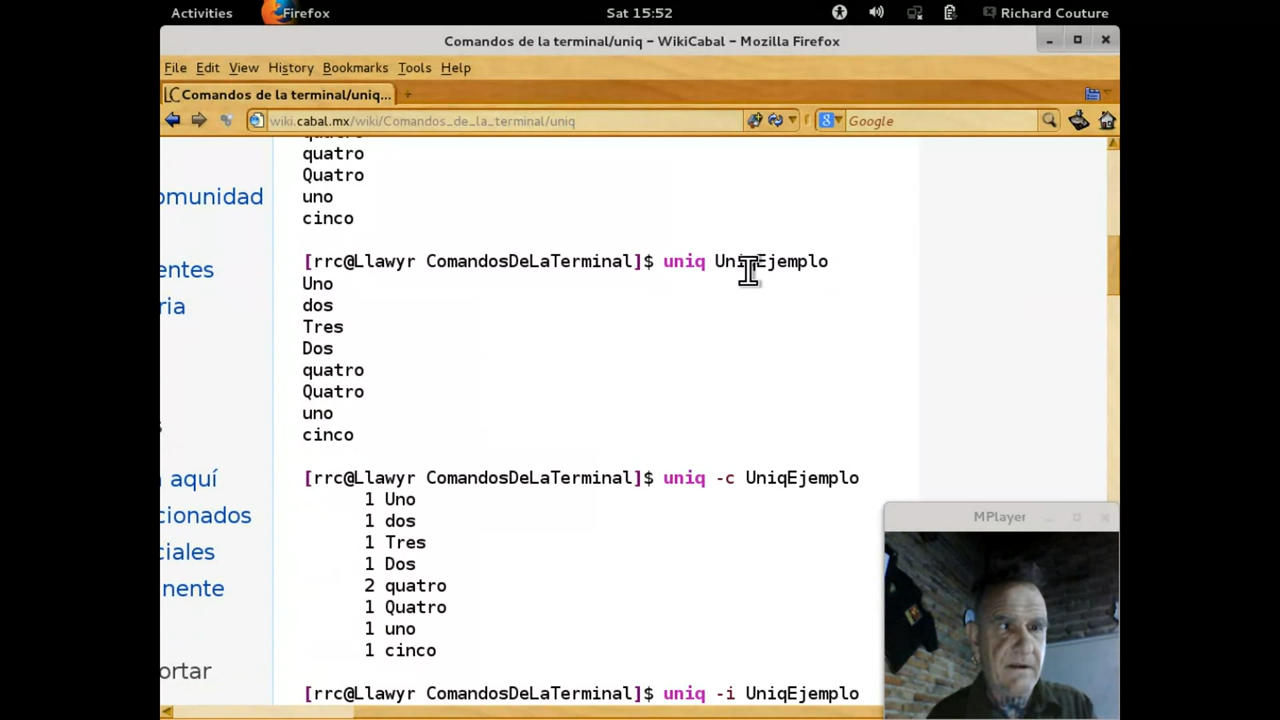 Activities Firefox Sat 15:52 Richard Couture
Comandos de la terminal/uniq – WikiCabal – Mozilla Firefox
File Edit View History Bookmarks Tools Help
Comandos de la terminal/uniq...
wiki.cabal.mx/wiki/Comandos_de_la_terminal/uniq Google
quatro
quatro
Quatro
uno
cinco
omunidad
entes
ria
aquí
cionados
ciales
nente
ortar
[rrc@Llawyr ComandosDeLaTerminal]$ uniq UniqEjemplo
Uno
dos
Tres
Dos
quatro
Quatro
uno
cinco
[rrc@Llawyr ComandosDeLaTerminal]$ uniq -c UniqEjemplo
1 Uno
1 dos
1 Tres
1 Dos
2 quatro
1 Quatro
1 uno
1 cinco
[rrc@Llawyr ComandosDeLaTerminal]$ uniq -i UniqEjemplo
MPlayer